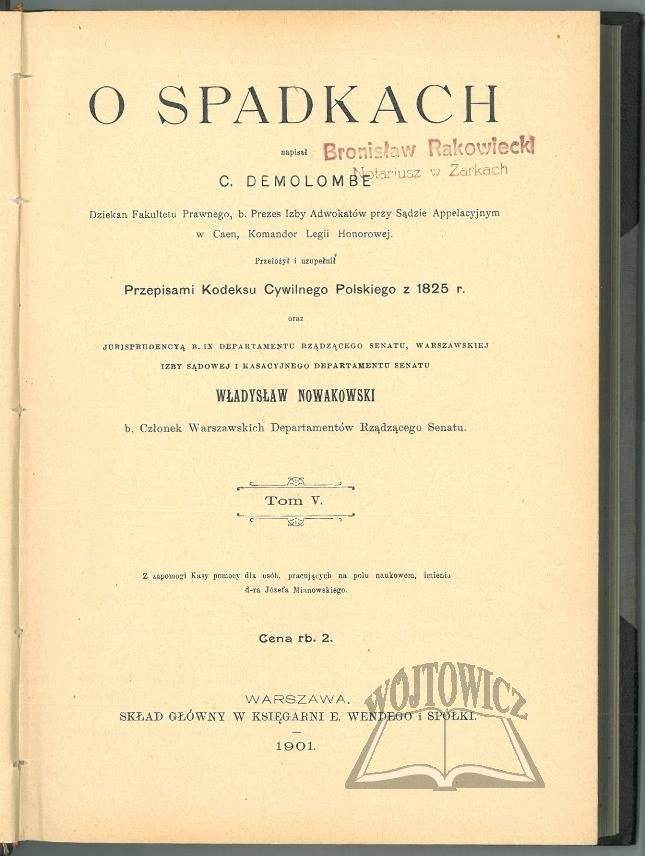 O SPADKACH
napisał
Bronisław Rakowiecki
Notariusz w Żarkach
C. DEMOLOMBE
Dziekan Fakultetu Prawnego, b. Prezes Izby Adwokatów przy Sądzie Appelacyjnym
w Caen, Komandor Legii Honorowej.
Przełożył i uzupełnił
Przepisami Kodeksu Cywilnego Polskiego z 1825 r.
oraz
JURISPRUDENCYĄ B. IX DEPARTAMENTU RZĄDZĄCEGO SENATU, WARSZAWSKIEJ
IZBY SĄDOWEJ I KASACYJNEGO DEPARTAMENTU SENATU
WŁADYSŁAW NOWAKOWSKI
b. Członek Warszawskich Departamentów Rządzącego Senatu.
Tom V.
Z zapomogi Kasy pomocy dla osób, pracujących na polu naukowem, imienia
d-ra Józefa Mianowskiego.
Cena rb. 2.
WARSZAWA.
SKŁAD GŁÓWNY W KSIĘGARNI E. WENDEGO i SPÓŁKI.
1901.
WÓJTOWICZ